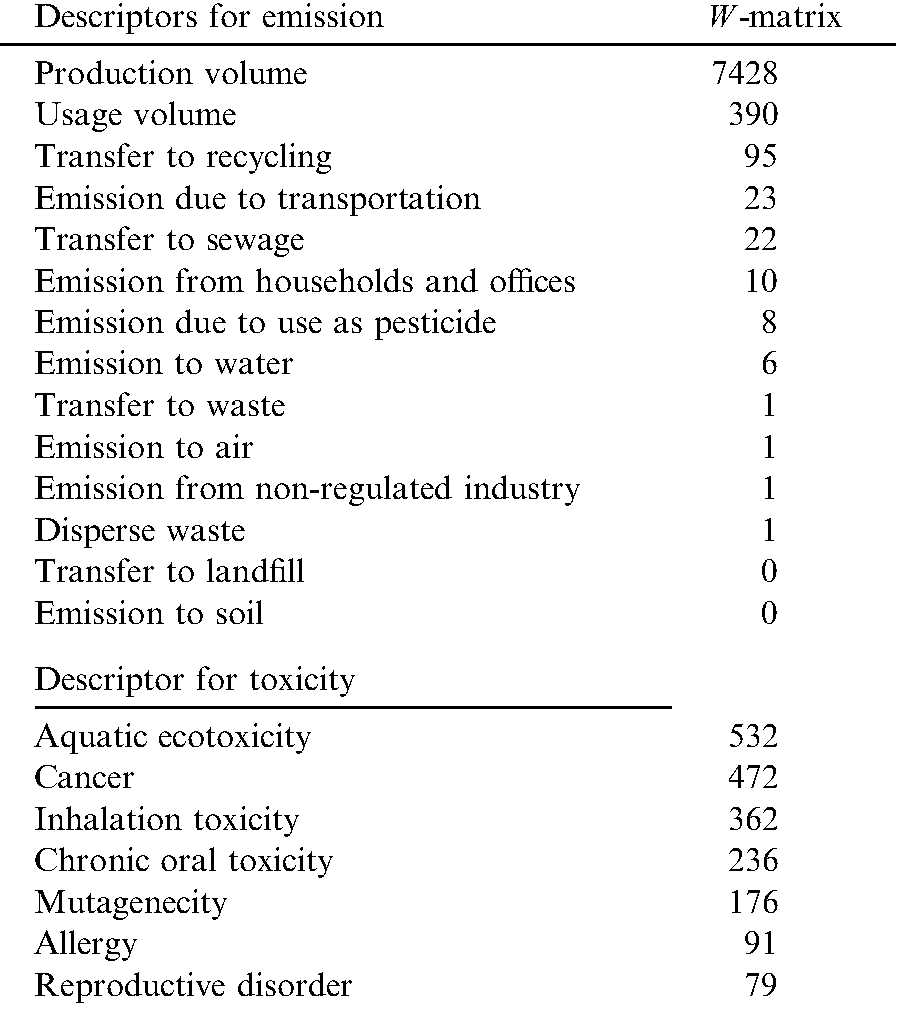 Descriptors for emission W-matrix
Production volume 7428
Usage volume 390
Transfer to recycling 95
Emission due to transportation 23
Transfer to sewage 22
Emission from households and offices 10
Emission due to use as pesticide 8
Emission to water 6
Transfer to waste 1
Emission to air 1
Emission from non-regulated industry 1
Disperse waste 1
Transfer to landfill 0
Emission to soil 0
Descriptor for toxicity
Aquatic ecotoxicity 532
Cancer 472
Inhalation toxicity 362
Chronic oral toxicity 236
Mutagenecity 176
Allergy 91
Reproductive disorder 79